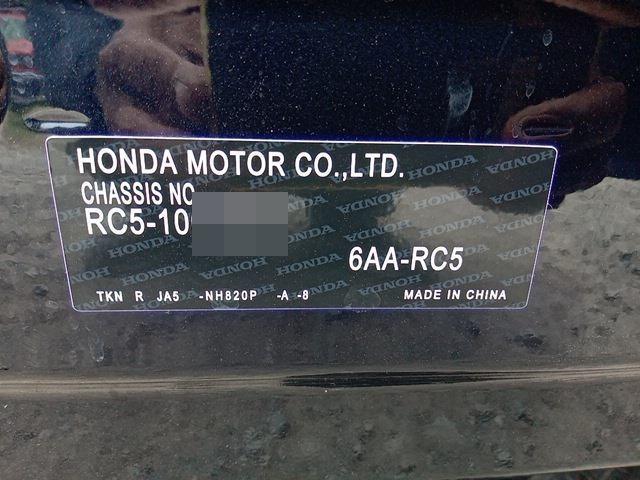 HONDA MOTOR CO.,LTD.
CHASSIS NO
RC5-10
6AA-RC5
TKN R JA5 -NH820P -A -8
MADE IN CHINA